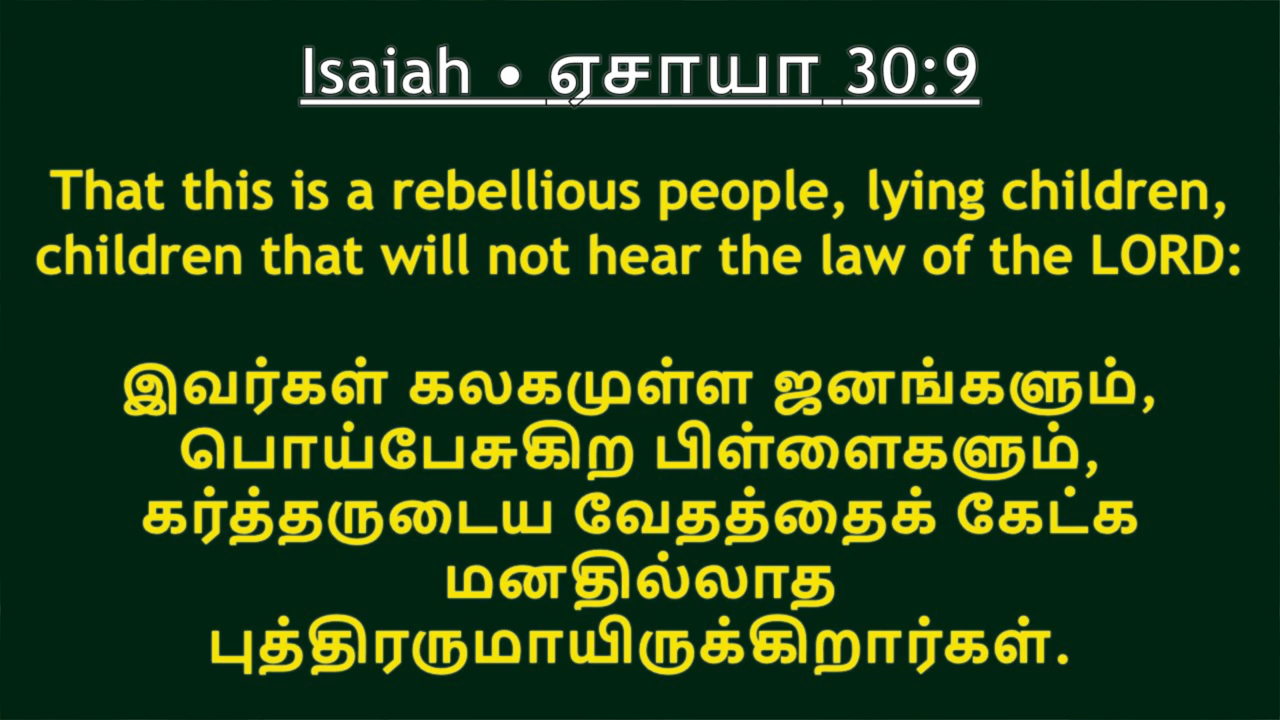 Isaiah • ஏசாயா 30:9
That this is a rebellious people, lying children,
children that will not hear the law of the LORD:
இவர்கள் கலகமுள்ள ஜனங்களும்,
பொய்பேசுகிற பிள்ளைகளும்,
கர்த்தருடைய வேதத்தைக் கேட்க
மனதில்லாத
புத்திரருமாயிருக்கிறார்கள்.